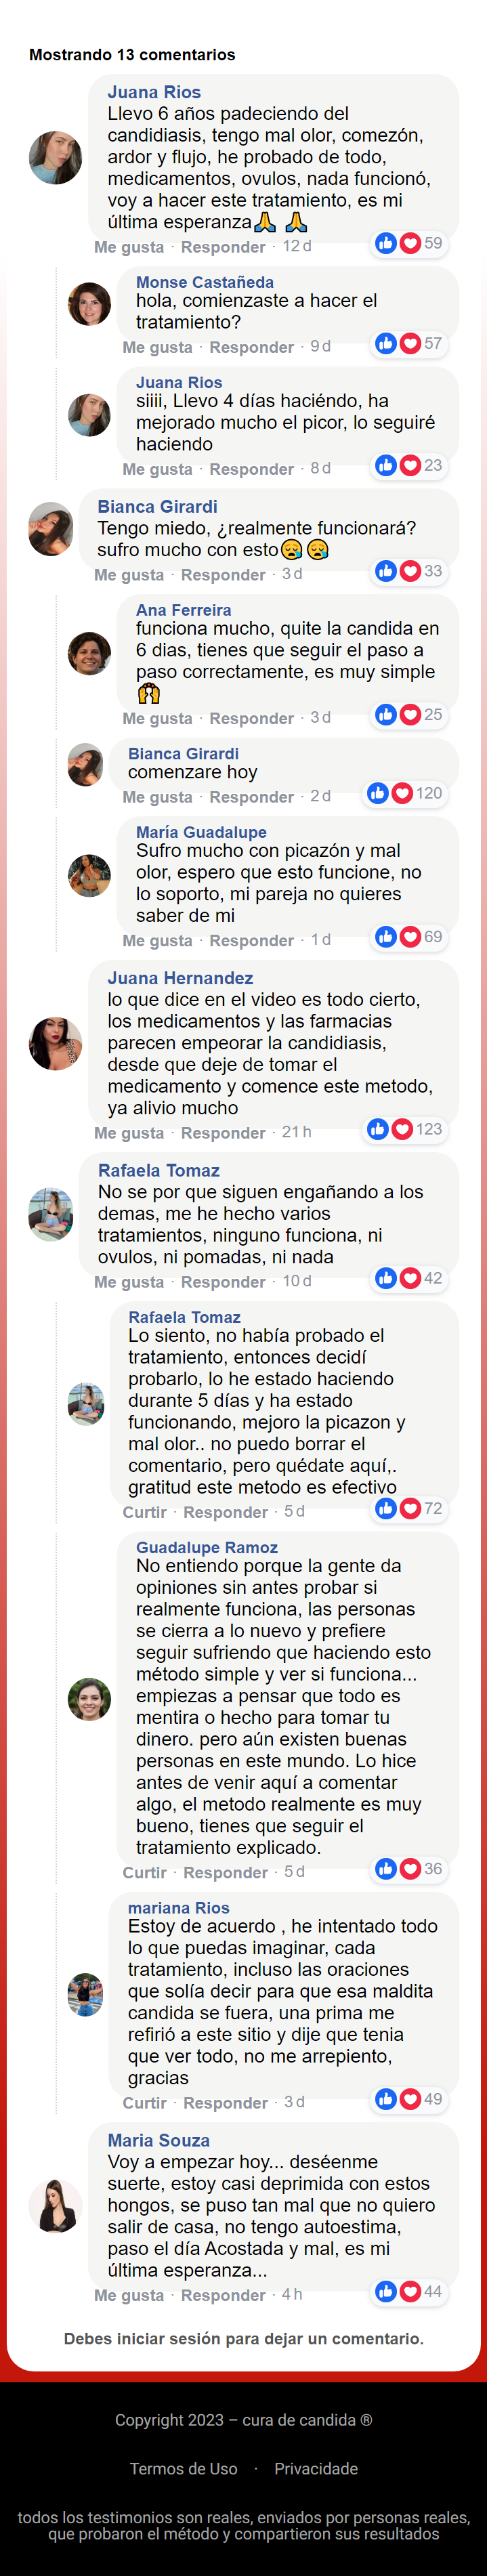 Mostrando 13 comentarios
Juana Rios
Llevo 6 años padeciendo del
candidiasis, tengo mal olor, comezón,
ardor y flujo, he probado de todo,
medicamentos, ovulos, nada funcionó,
voy a hacer este tratamiento, es mi
última esperanza🙏 🙏
Me gusta · Responder · 12 d 59
Monse Castañeda
hola, comienzaste a hacer el
tratamiento?
Me gusta · Responder · 9 d 57
Juana Rios
siiii, Llevo 4 días haciéndo, ha
mejorado mucho el picor, lo seguiré
haciendo
Me gusta · Responder · 8 d 23
Bianca Girardi
Tengo miedo, ¿realmente funcionará?
sufro mucho con esto😪😪
Me gusta · Responder · 3 d 33
Ana Ferreira
funciona mucho, quite la candida en
6 dias, tienes que seguir el paso a
paso correctamente, es muy simple
🙌
Me gusta · Responder · 3 d 25
Bianca Girardi
comenzare hoy
Me gusta · Responder · 2 d 120
María Guadalupe
Sufro mucho con picazón y mal
olor, espero que esto funcione, no
lo soporto, mi pareja no quieres
saber de mi
Me gusta · Responder · 1 d 69
Juana Hernandez
lo que dice en el video es todo cierto,
los medicamentos y las farmacias
parecen empeorar la candidiasis,
desde que deje de tomar el
medicamento y comence este metodo,
ya alivio mucho
Me gusta · Responder · 21 h 123
Rafaela Tomaz
No se por que siguen engañando a los
demas, me he hecho varios
tratamientos, ninguno funciona, ni
ovulos, ni pomadas, ni nada
Me gusta · Responder · 10 d 42
Rafaela Tomaz
Lo siento, no había probado el
tratamiento, entonces decidí
probarlo, lo he estado haciendo
durante 5 días y ha estado
funcionando, mejoro la picazon y
mal olor.. no puedo borrar el
comentario, pero quédate aquí,.
gratitud este metodo es efectivo
Curtir · Responder · 5 d 72
Guadalupe Ramoz
No entiendo porque la gente da
opiniones sin antes probar si
realmente funciona, las personas
se cierra a lo nuevo y prefiere
seguir sufriendo que haciendo esto
método simple y ver si funciona...
empiezas a pensar que todo es
mentira o hecho para tomar tu
dinero. pero aún existen buenas
personas en este mundo. Lo hice
antes de venir aquí a comentar
algo, el metodo realmente es muy
bueno, tienes que seguir el
tratamiento explicado.
Curtir · Responder · 5 d 36
mariana Rios
Estoy de acuerdo , he intentado todo
lo que puedas imaginar, cada
tratamiento, incluso las oraciones
que solía decir para que esa maldita
candida se fuera, una prima me
refirió a este sitio y dije que tenia
que ver todo, no me arrepiento,
gracias
Curtir · Responder · 3 d 49
Maria Souza
Voy a empezar hoy... deséenme
suerte, estoy casi deprimida con estos
hongos, se puso tan mal que no quiero
salir de casa, no tengo autoestima,
paso el día Acostada y mal, es mi
última esperanza...
Me gusta · Responder · 4 h 44
Debes iniciar sesión para dejar un comentario.
Copyright 2023 – cura de candida ®
Termos de Uso · Privacidade
todos los testimonios son reales, enviados por personas reales,
que probaron el método y compartieron sus resultados